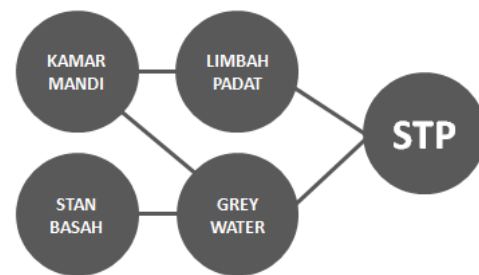 KAMAR
MANDI
LIMBAH
PADAT
STP
STAN
BASAH
GREY
WATER